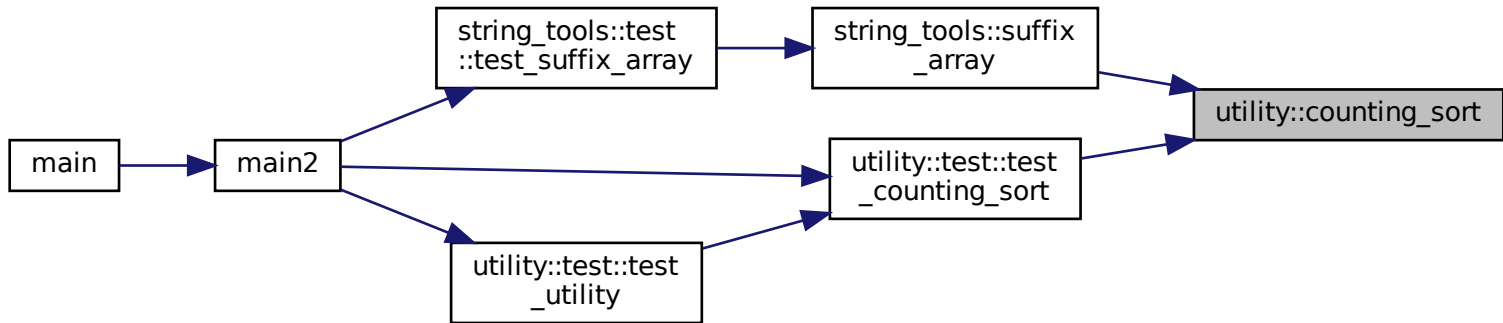 string_tools::test
::test_suffix_array
string_tools::suffix
_array
utility::counting_sort
main
main2
utility::test::test
_counting_sort
utility::test::test
_utility